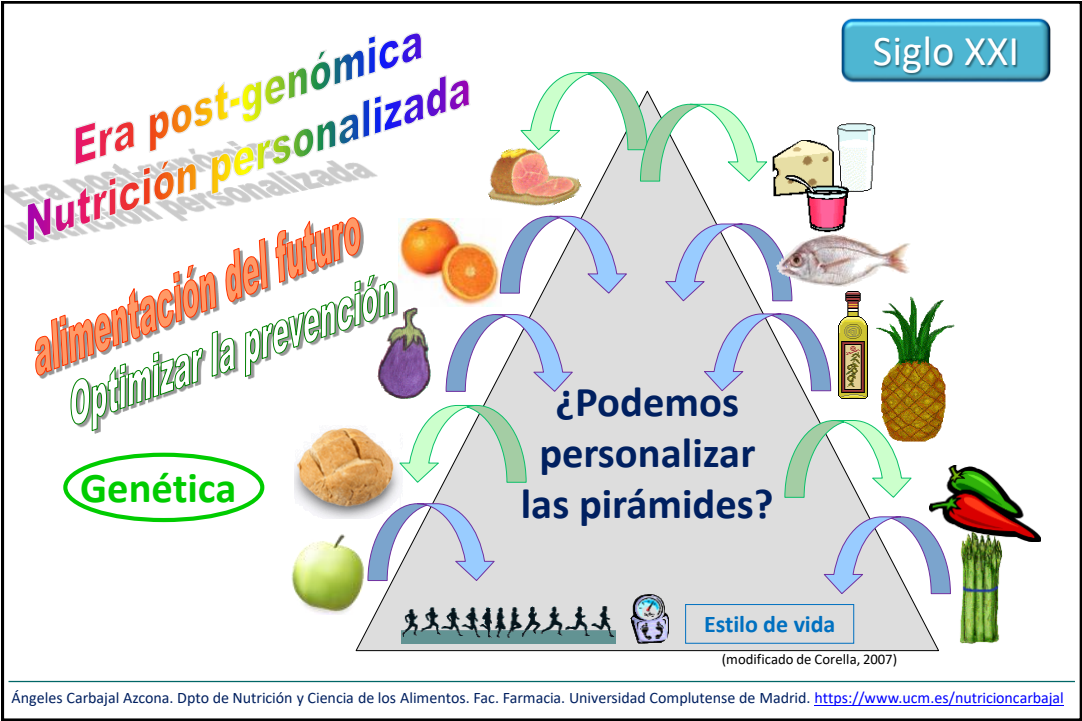 Siglo XXI
Era post-genómica
Nutrición personalizada
alimentación del futuro
Optimizar la prevención
Genética
¿Podemos
personalizar
las pirámides?
Estilo de vida
(modificado de Corella, 2007)
Ángeles Carbajal Azcona. Dpto de Nutrición y Ciencia de los Alimentos. Fac. Farmacia. Universidad Complutense de Madrid. https://www.ucm.es/nutricioncarbajal